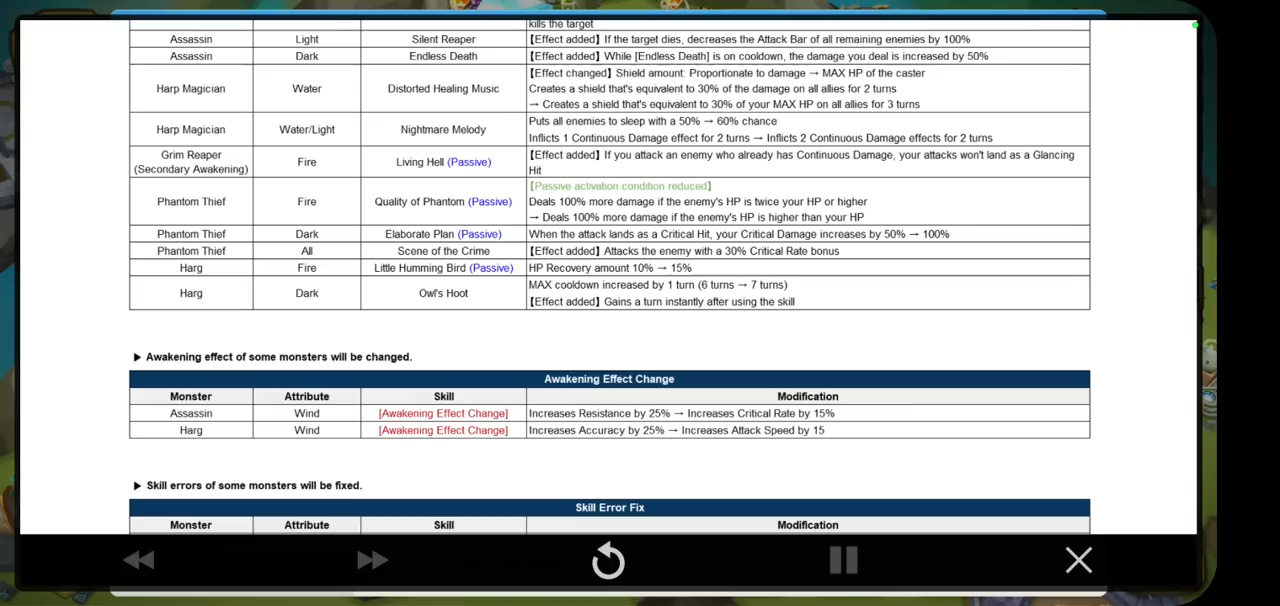 kills the target
Assassin Light Silent Reaper 【Effect added】 If the target dies, decreases the Attack Bar of all remaining enemies by 100%
Assassin Dark Endless Death 【Effect added】 While [Endless Death] is on cooldown, the damage you deal is increased by 50%
Harp Magician Water Distorted Healing Music 【Effect changed】 Shield amount: Proportionate to damage → MAX HP of the caster
Creates a shield that's equivalent to 30% of the damage on all allies for 2 turns
→ Creates a shield that's equivalent to 30% of your MAX HP on all allies for 3 turns
Harp Magician Water/Light Nightmare Melody Puts all enemies to sleep with a 50% → 60% chance
Inflicts 1 Continuous Damage effect for 2 turns → Inflicts 2 Continuous Damage effects for 2 turns
Grim Reaper
(Secondary Awakening) Fire Living Hell (Passive) 【Effect added】 If you attack an enemy who already has Continuous Damage, your attacks won't land as a Glancing
Hit
Phantom Thief Fire Quality of Phantom (Passive) 【Passive activation condition reduced】
Deals 100% more damage if the enemy's HP is twice your HP or higher
→ Deals 100% more damage if the enemy's HP is higher than your HP
Phantom Thief Dark Elaborate Plan (Passive) When the attack lands as a Critical Hit, your Critical Damage increases by 50% → 100%
Phantom Thief All Scene of the Crime 【Effect added】 Attacks the enemy with a 30% Critical Rate bonus
Harg Fire Little Humming Bird (Passive) HP Recovery amount 10% → 15%
Harg Dark Owl's Hoot MAX cooldown increased by 1 turn (6 turns → 7 turns)
【Effect added】 Gains a turn instantly after using the skill
▶ Awakening effect of some monsters will be changed.
Awakening Effect Change
Monster Attribute Skill Modification
Assassin Wind [Awakening Effect Change] Increases Resistance by 25% → Increases Critical Rate by 15%
Harg Wind [Awakening Effect Change] Increases Accuracy by 25% → Increases Attack Speed by 15
▶ Skill errors of some monsters will be fixed.
Skill Error Fix
Monster Attribute Skill Modification